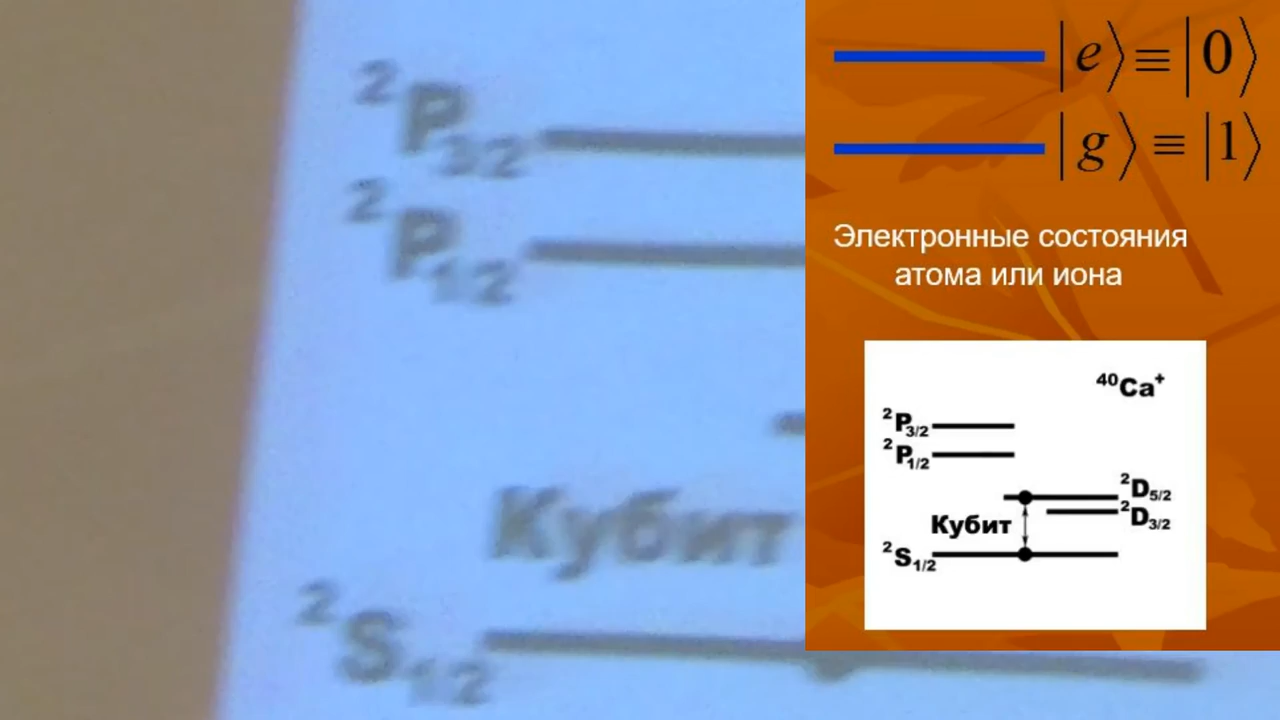 ²P3/2
²P1/2
Кубит
²S1/2
|e⟩≡|0⟩
|g⟩≡|1⟩
Электронные состояния
атома или иона
⁴⁰Ca⁺
²P3/2
²P1/2
²D5/2
²D3/2
Кубит
²S1/2